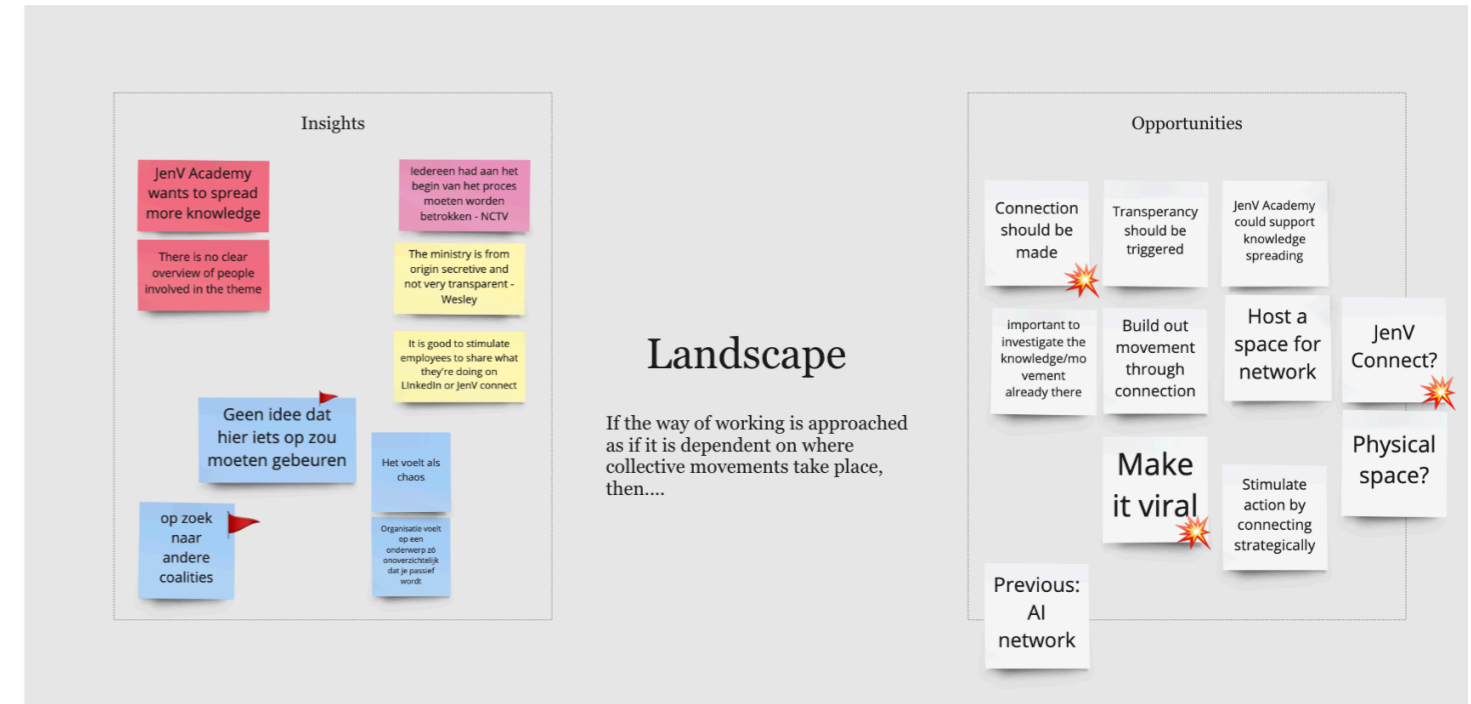 Insights
JenV Academy
wants to spread
more knowledge
There is no clear
overview of people
involved in the theme
Iedereen had aan het
begin van het proces
moeten worden
betrokken - NCTV
The ministry is from
origin secretive and
not very transparent -
Wesley
It is good to stimulate
employees to share what
they're doing on
LInkedIn or JenV connect
Geen idee dat
hier iets op zou
moeten gebeuren
Het voelt als
chaos
op zoek
naar
andere
coalities
Organisatie voelt
op een
onderwerp zó
onoverzichtelijk
dat je passief
wordt
Landscape
If the way of working is approached
as if it is dependent on where
collective movements take place,
then....
Opportunities
Connection
should be
made
Transperancy
should be
triggered
JenV Academy
could support
knowledge
spreading
important to
investigate the
knowledge/mo
vement
already there
Build out
movement
through
connection
Host a
space for
network
JenV
Connect?
Make
it viral
Stimulate
action by
connecting
strategically
Physical
space?
Previous:
AI
network